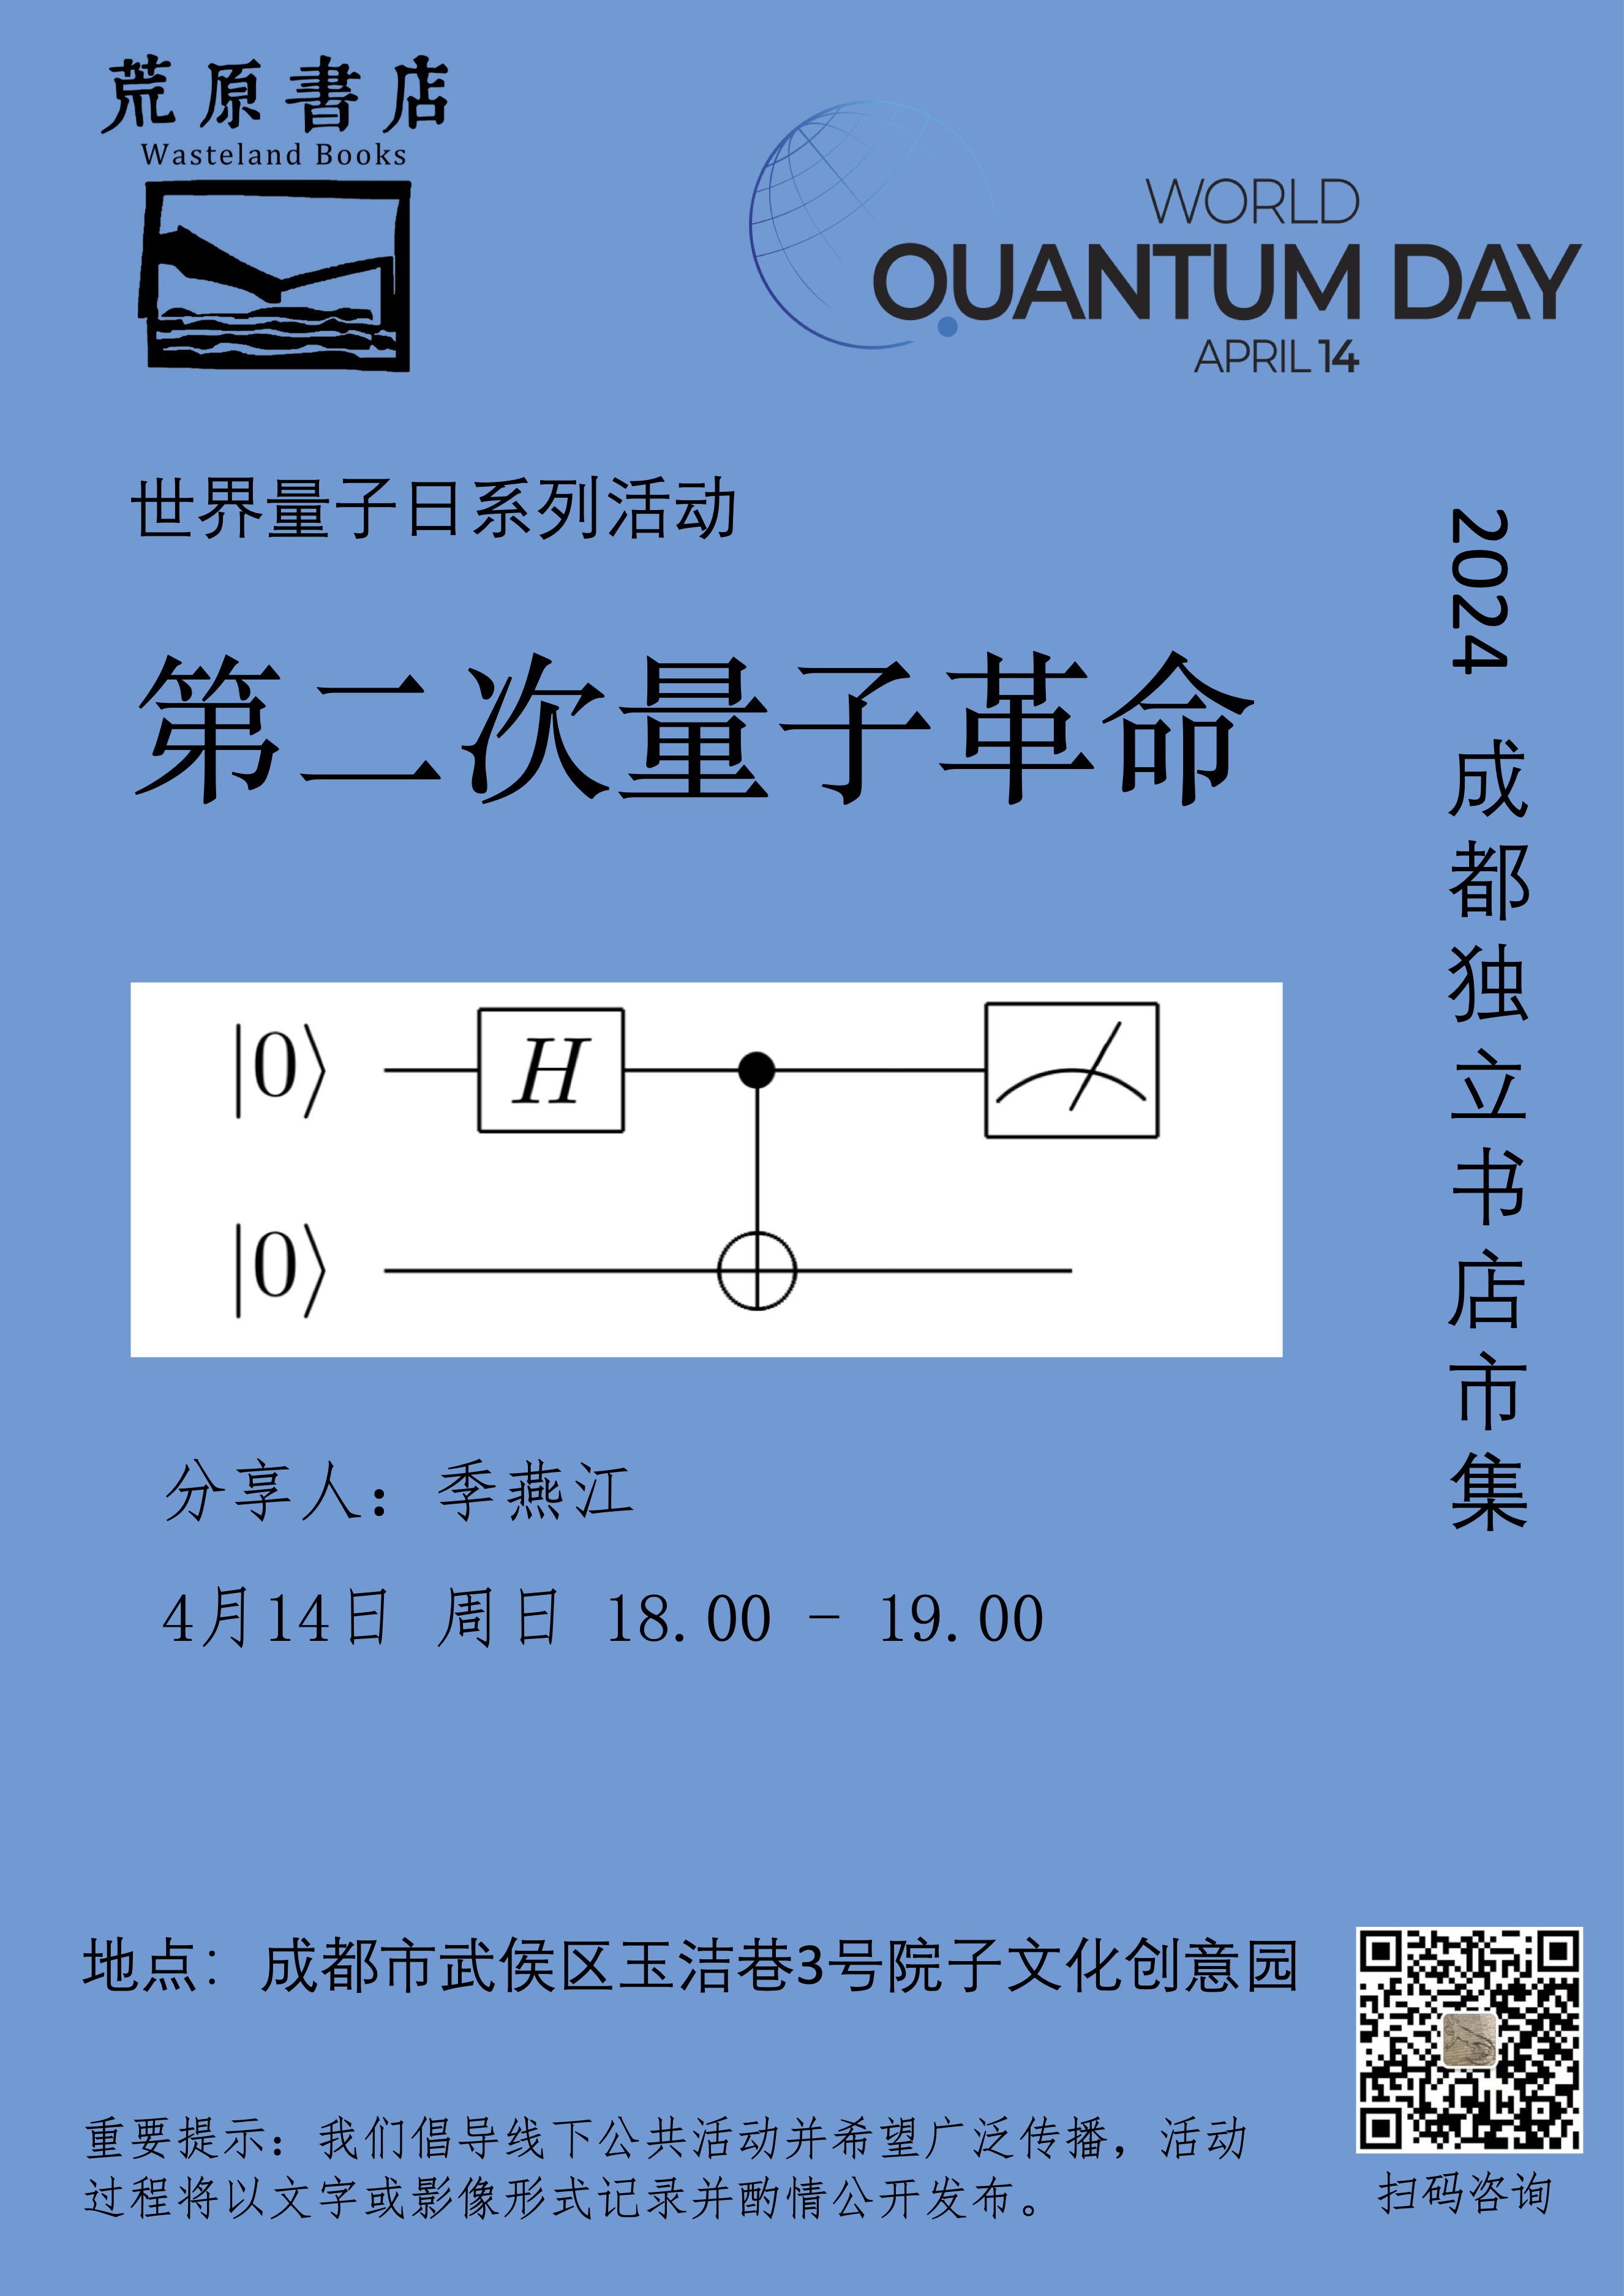 荒原書店
Wasteland Books
WORLD
QUANTUM DAY
APRIL 14
世界量子日系列活动
第二次量子革命
2024 成都独立书店市集
|0⟩ H
|0⟩
分享人：季燕江
4月14日 周日 18.00 - 19.00
地点： 成都市武侯区玉洁巷3号院子文化创意园
重要提示：我们倡导线下公共活动并希望广泛传播，活动
过程将以文字或影像形式记录并酌情公开发布。
扫码咨询